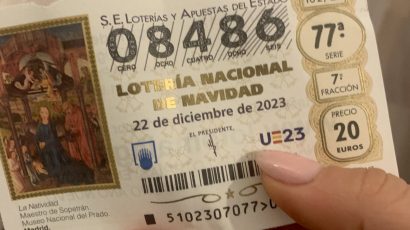 S.E. LOTERÍAS Y APUESTAS DEL ESTADO
08486
CERO OCHO CUATRO OCHO SEIS
LOTERÍA NACIONAL
DE NAVIDAD
22 de diciembre de 2023
EL PRESIDENTE,
UE23
77ª
SERIE
7ª
FRACCIÓN
PRECIO
20
EUROS
La Natividad
Maestro de Sopetrán.
Museo Nacional del Prado.
Madrid.
5102307077>0